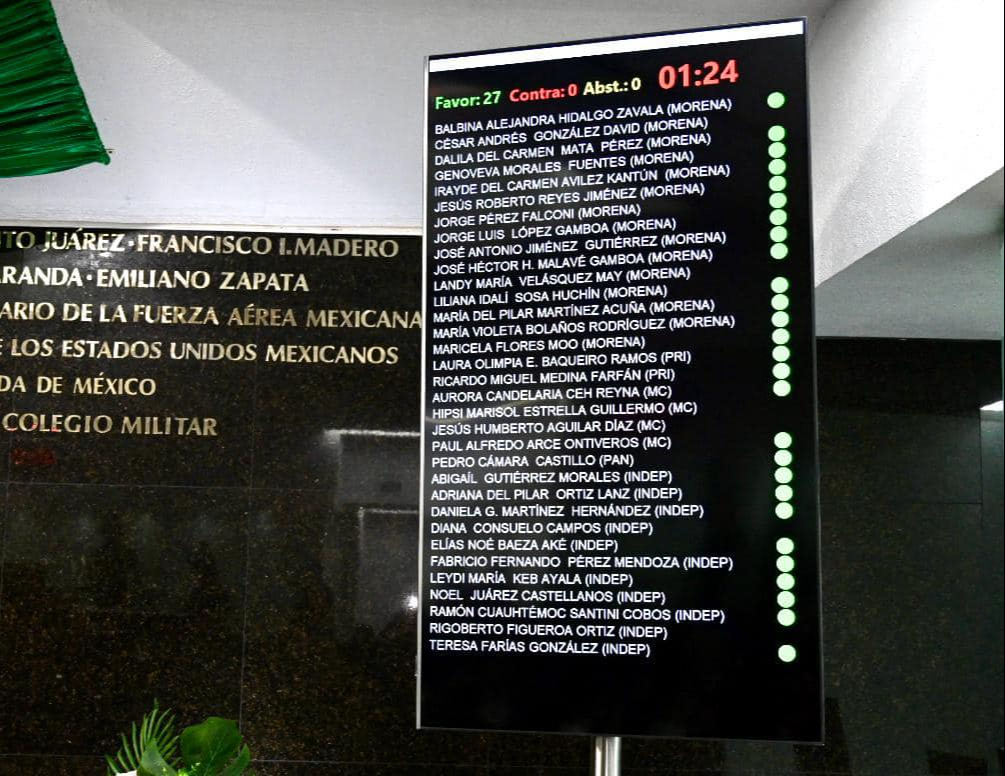 Favor: 27 Contra: 0 Abst.: 0 01:24
BALBINA ALEJANDRA HIDALGO ZAVALA (MORENA)
CÉSAR ANDRÉS GONZÁLEZ DAVID (MORENA)
DALILA DEL CARMEN MATA PÉREZ (MORENA)
GENOVEVA MORALES FUENTES (MORENA)
IRAYDE DEL CARMEN AVILEZ KANTÚN (MORENA)
JESÚS ROBERTO REYES JIMÉNEZ (MORENA)
JORGE PÉREZ FALCONI (MORENA)
JORGE LUIS LÓPEZ GAMBOA (MORENA)
JOSÉ ANTONIO JIMÉNEZ GUTIÉRREZ (MORENA)
JOSÉ HÉCTOR H. MALAVÉ GAMBOA (MORENA)
LANDY MARÍA VELÁSQUEZ MAY (MORENA)
LILIANA IDALÍ SOSA HUCHÍN (MORENA)
MARÍA DEL PILAR MARTÍNEZ ACUÑA (MORENA)
MARÍA VIOLETA BOLAÑOS RODRÍGUEZ (MORENA)
MARICELA FLORES MOO (MORENA)
LAURA OLIMPIA E. BAQUEIRO RAMOS (PRI)
RICARDO MIGUEL MEDINA FARFÁN (PRI)
AURORA CANDELARIA CEH REYNA (MC)
HIPSI MARISOL ESTRELLA GUILLERMO (MC)
JESÚS HUMBERTO AGUILAR DÍAZ (MC)
PAUL ALFREDO ARCE ONTIVEROS (MC)
PEDRO CÁMARA CASTILLO (PAN)
ABIGAÍL GUTIÉRREZ MORALES (INDEP)
ADRIANA DEL PILAR ORTIZ LANZ (INDEP)
DANIELA G. MARTÍNEZ HERNÁNDEZ (INDEP)
DIANA CONSUELO CAMPOS (INDEP)
ELÍAS NOÉ BAEZA AKÉ (INDEP)
FABRICIO FERNANDO PÉREZ MENDOZA (INDEP)
LEYDI MARÍA KEB AYALA (INDEP)
NOEL JUÁREZ CASTELLANOS (INDEP)
RAMÓN CUAUHTÉMOC SANTINI COBOS (INDEP)
RIGOBERTO FIGUEROA ORTIZ (INDEP)
TERESA FARÍAS GONZÁLEZ (INDEP)
ITO JUÁREZ·FRANCISCO I. MADERO
ARANDA·EMILIANO ZAPATA
ARIO DE LA FUERZA AÉREA MEXICANA
E LOS ESTADOS UNIDOS MEXICANOS
DA DE MÉXICO
COLEGIO MILITAR